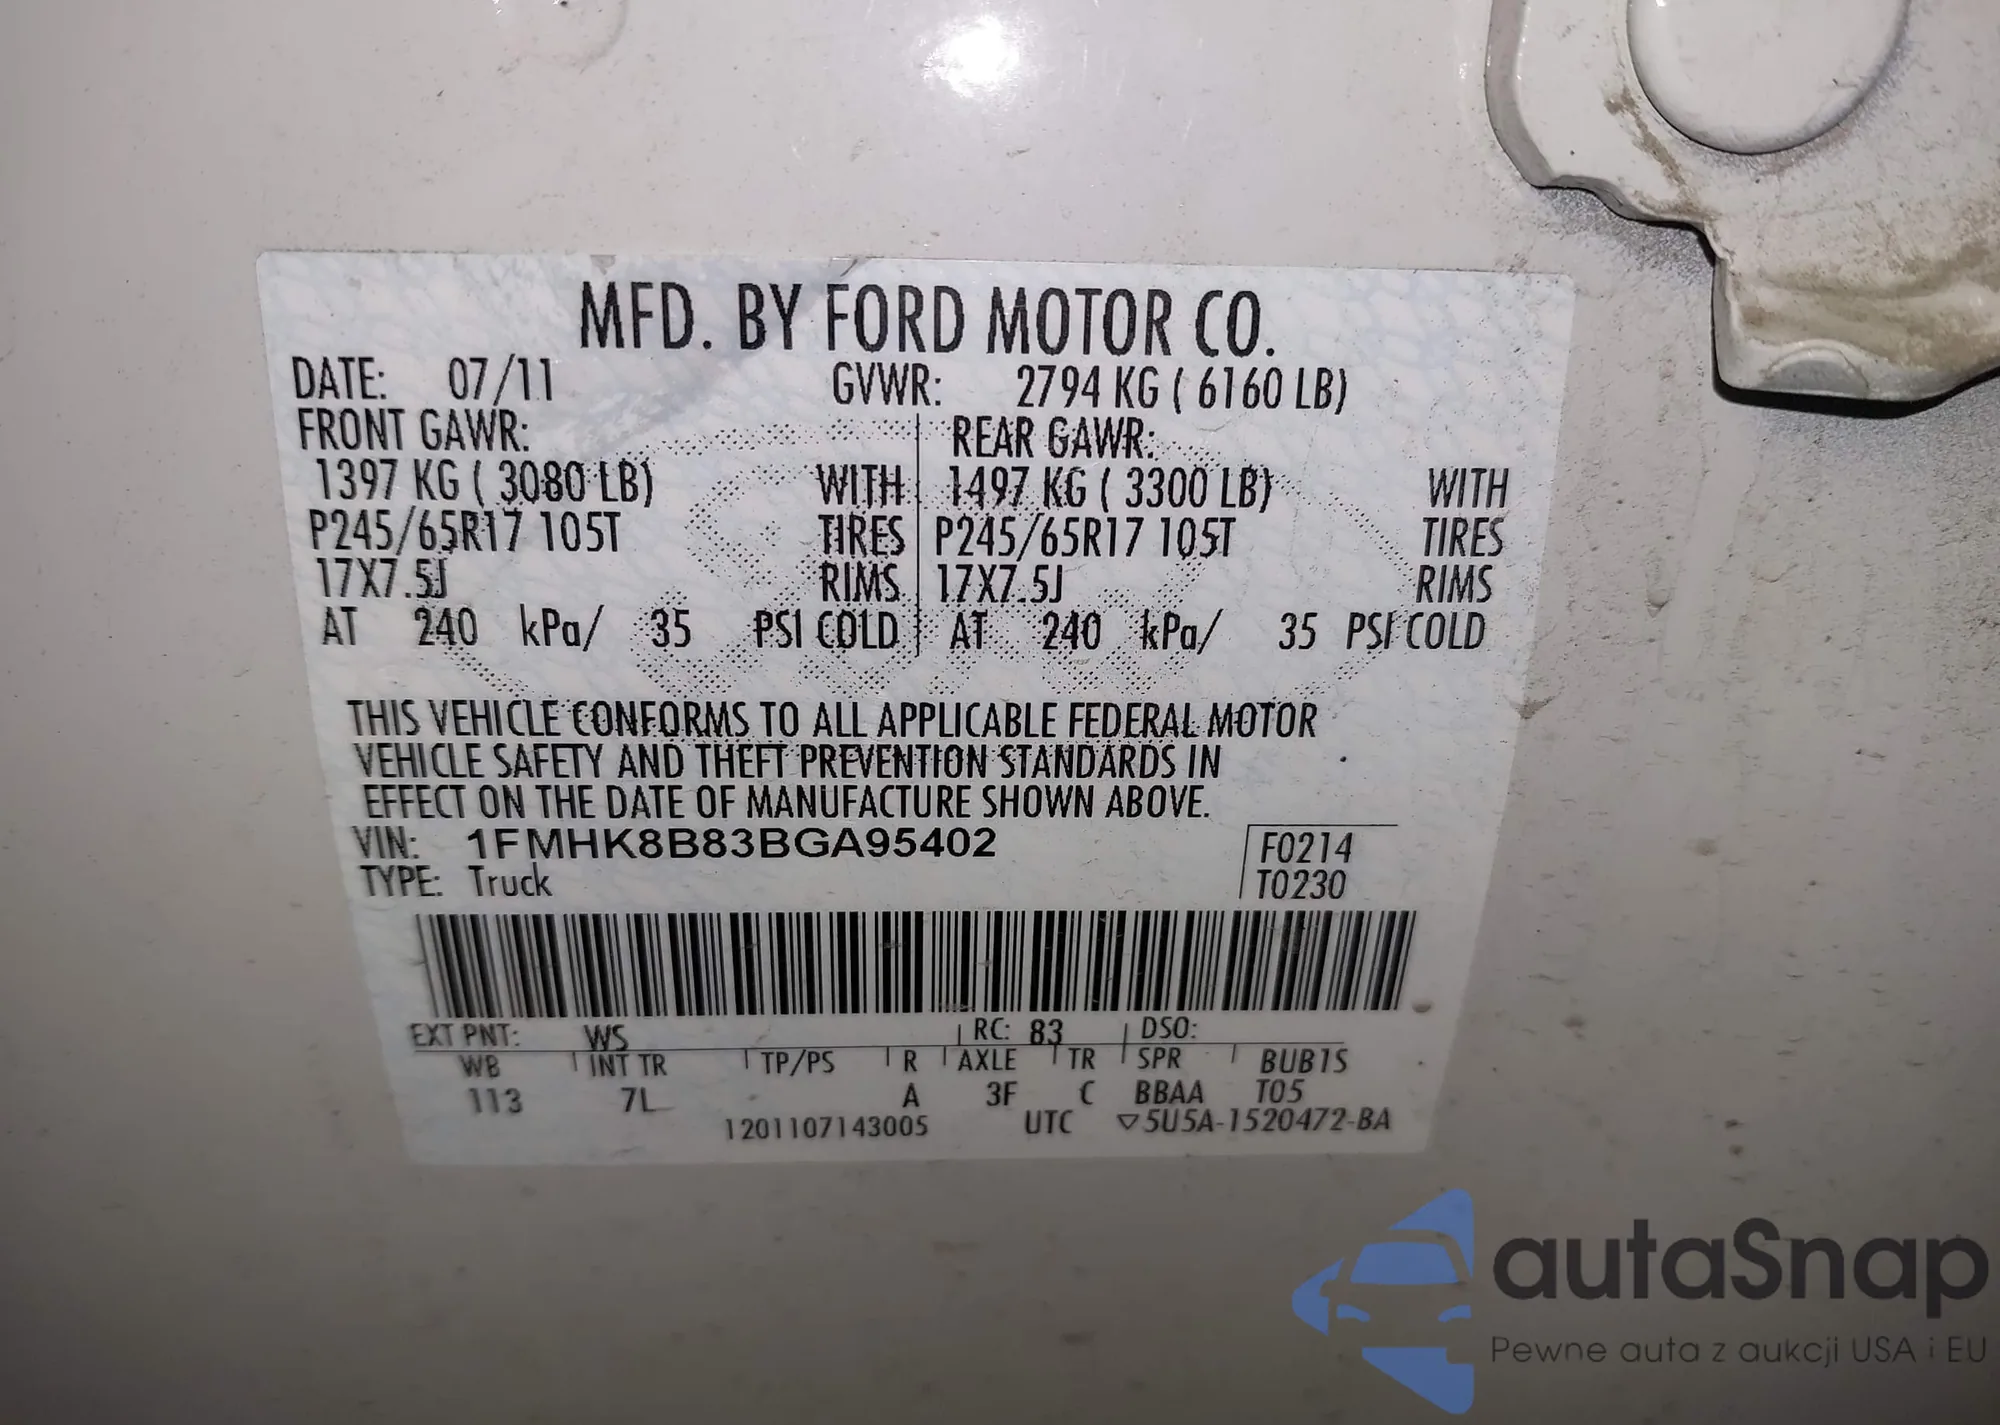 MFD. BY FORD MOTOR CO.
DATE: 07/11 GVWR: 2794 KG ( 6160 LB)
FRONT GAWR: REAR GAWR:
1397 KG ( 3080 LB) WITH 1497 KG ( 3300 LB) WITH
P245/65R17 105T TIRES P245/65R17 105T TIRES
17X7.5J RIMS 17X7.5J RIMS
AT 240 kPa/ 35 PSI COLD AT 240 kPa/ 35 PSI COLD
THIS VEHICLE CONFORMS TO ALL APPLICABLE FEDERAL MOTOR
VEHICLE SAFETY AND THEFT PREVENTION STANDARDS IN
EFFECT ON THE DATE OF MANUFACTURE SHOWN ABOVE.
VIN: 1FMHK8B83BGA95402 F0214
TYPE: Truck T0230
EXT PNT: WS RC: 83 DSO:
WB INT TR TP/PS R AXLE TR SPR BUB1S
113 7L A 3F C BBAA T05
1201107143005 UTC ▽5U5A-1520472-BA
autaSnap
Pewne auta z aukcji USA i EU